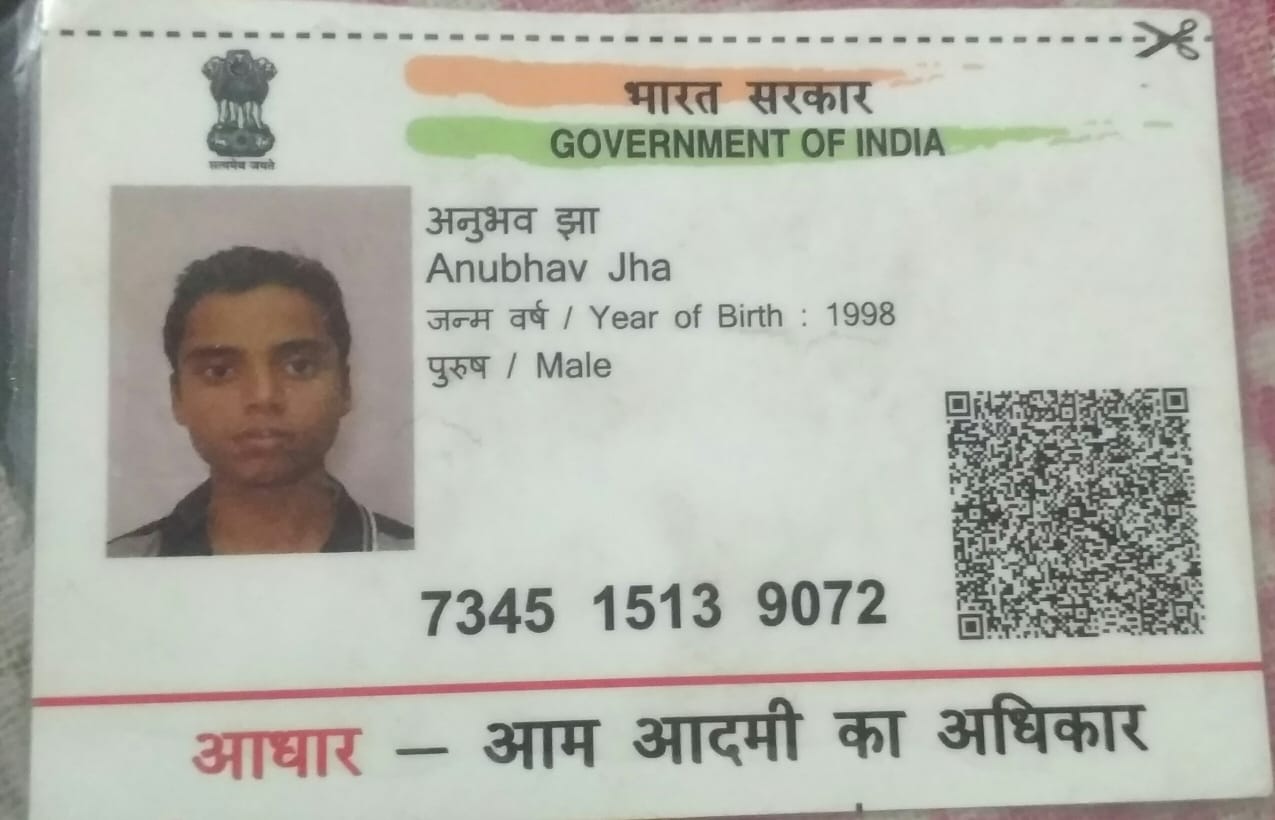 सत्यमेव जयते
भारत सरकार
GOVERNMENT OF INDIA
अनुभव झा
Anubhav Jha
जन्म वर्ष / Year of Birth : 1998
पुरुष / Male
7345 1513 9072
आधार — आम आदमी का अधिकार